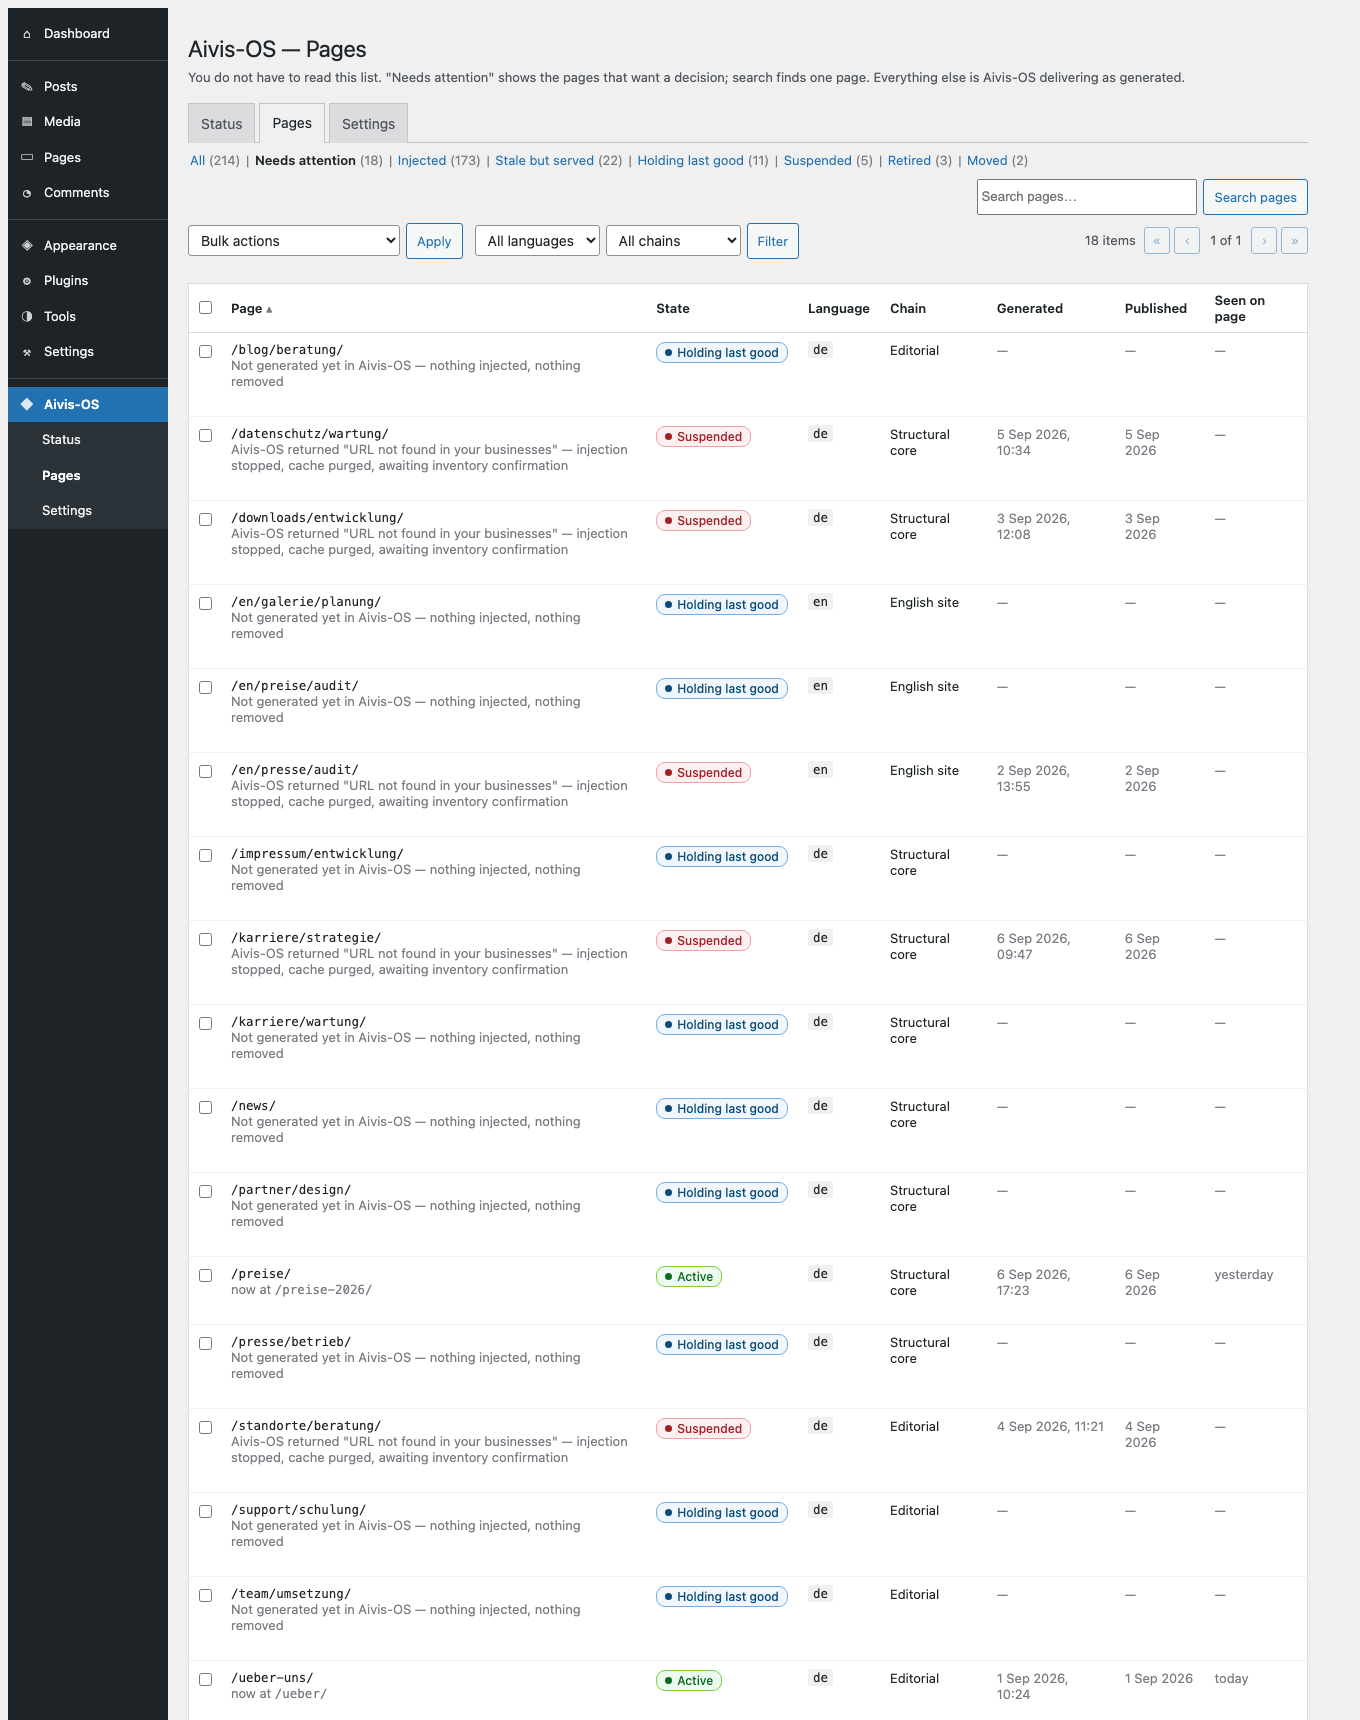 Dashboard
Posts
Media
Pages
Comments
Appearance
Plugins
Tools
Settings
Aivis-OS
Status
Pages
Settings
Aivis-OS — Pages
You do not have to read this list. "Needs attention" shows the pages that want a decision; search finds one page. Everything else is Aivis-OS delivering as generated.
Status Pages Settings
All (214) | Needs attention (18) | Injected (173) | Stale but served (22) | Holding last good (11) | Suspended (5) | Retired (3) | Moved (2)
Search pages... Search pages
Bulk actions Apply All languages All chains Filter 18 items « ‹ 1 of 1 › »
Page ▲ State Language Chain Generated Published Seen on
page
/blog/beratung/ Holding last good de Editorial — — —
Not generated yet in Aivis-OS — nothing injected, nothing
removed
/datenschutz/wartung/ Suspended de Structural 5 Sep 2026, 5 Sep —
Aivis-OS returned "URL not found in your businesses" — injection core 10:34 2026
stopped, cache purged, awaiting inventory confirmation
/downloads/entwicklung/ Suspended de Structural 3 Sep 2026, 3 Sep —
Aivis-OS returned "URL not found in your businesses" — injection core 12:08 2026
stopped, cache purged, awaiting inventory confirmation
/en/galerie/planung/ Holding last good en English site — — —
Not generated yet in Aivis-OS — nothing injected, nothing
removed
/en/preise/audit/ Holding last good en English site — — —
Not generated yet in Aivis-OS — nothing injected, nothing
removed
/en/presse/audit/ Suspended en English site 2 Sep 2026, 2 Sep —
Aivis-OS returned "URL not found in your businesses" — injection 13:55 2026
stopped, cache purged, awaiting inventory confirmation
/impressum/entwicklung/ Holding last good de Structural — — —
Not generated yet in Aivis-OS — nothing injected, nothing core
removed
/karriere/strategie/ Suspended de Structural 6 Sep 2026, 6 Sep —
Aivis-OS returned "URL not found in your businesses" — injection core 09:47 2026
stopped, cache purged, awaiting inventory confirmation
/karriere/wartung/ Holding last good de Structural — — —
Not generated yet in Aivis-OS — nothing injected, nothing core
removed
/news/ Holding last good de Structural — — —
Not generated yet in Aivis-OS — nothing injected, nothing core
removed
/partner/design/ Holding last good de Structural — — —
Not generated yet in Aivis-OS — nothing injected, nothing core
removed
/preise/ Active de Structural 6 Sep 2026, 6 Sep yesterday
now at /preise-2026/ core 17:23 2026
/presse/betrieb/ Holding last good de Structural — — —
Not generated yet in Aivis-OS — nothing injected, nothing core
removed
/standorte/beratung/ Suspended de Editorial 4 Sep 2026, 11:21 4 Sep —
Aivis-OS returned "URL not found in your businesses" — injection 2026
stopped, cache purged, awaiting inventory confirmation
/support/schulung/ Holding last good de Editorial — — —
Not generated yet in Aivis-OS — nothing injected, nothing
removed
/team/umsetzung/ Holding last good de Editorial — — —
Not generated yet in Aivis-OS — nothing injected, nothing
removed
/ueber-uns/ Active de Editorial 1 Sep 2026, 1 Sep 2026 today
now at /ueber/ 10:24